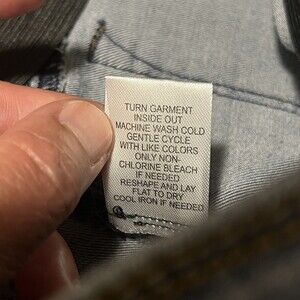 TURN GARMENT
INSIDE OUT
MACHINE WASH COLD
GENTLE CYCLE
WITH LIKE COLORS
ONLY NON-
CHLORINE BLEACH
IF NEEDED
RESHAPE AND LAY
FLAT TO DRY
COOL IRON IF NEEDED